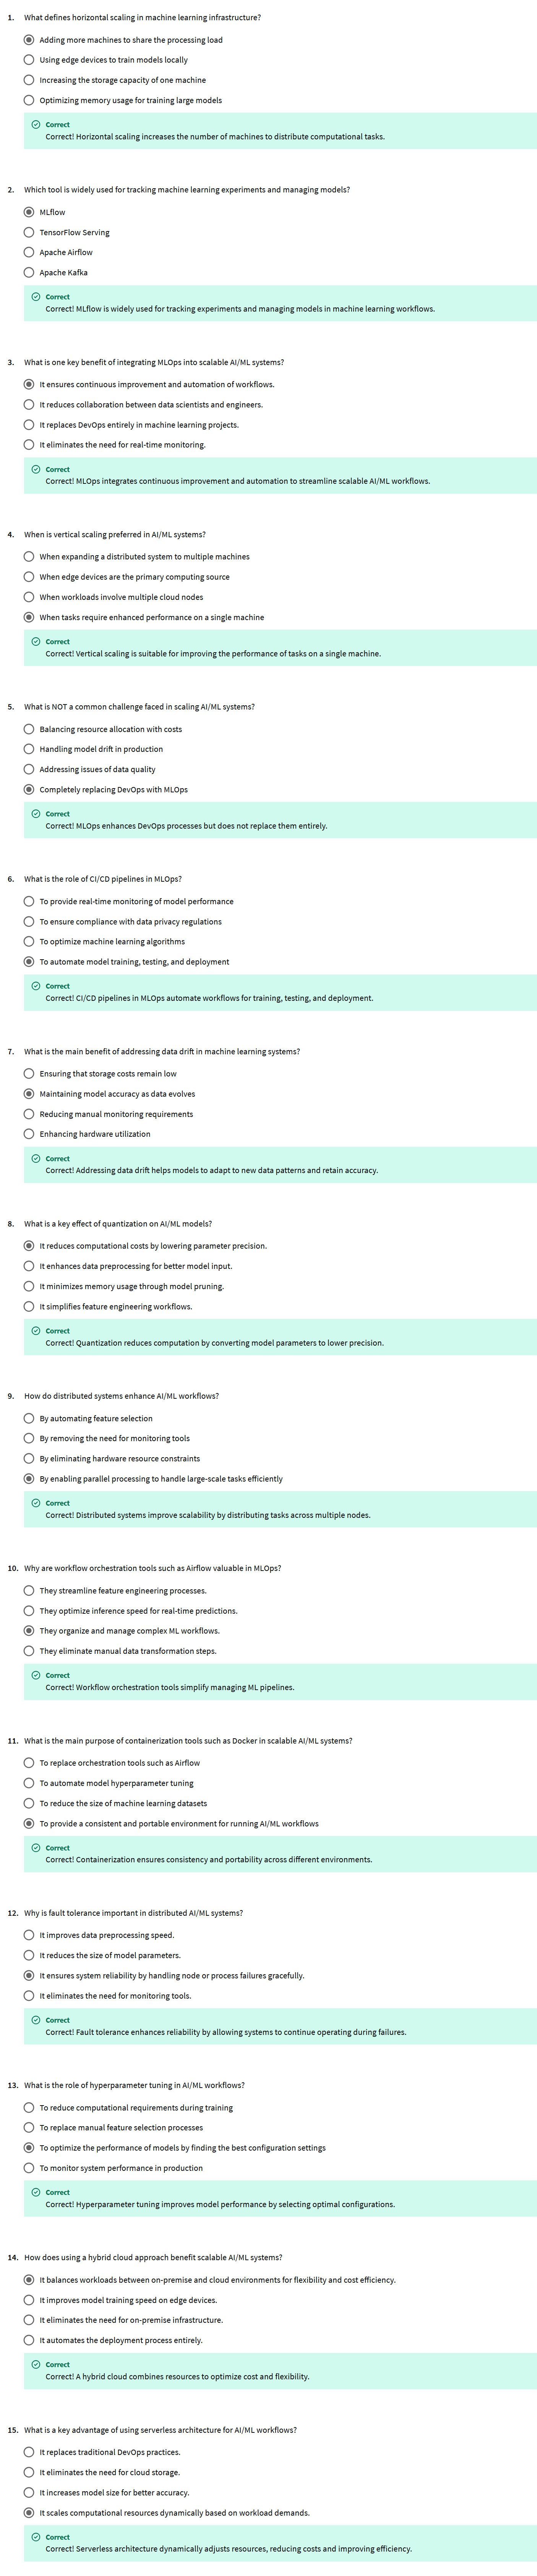 1. What defines horizontal scaling in machine learning infrastructure?
Adding more machines to share the processing load
Using edge devices to train models locally
Increasing the storage capacity of one machine
Optimizing memory usage for training large models
Correct
Correct! Horizontal scaling increases the number of machines to distribute computational tasks.
2. Which tool is widely used for tracking machine learning experiments and managing models?
MLflow
TensorFlow Serving
Apache Airflow
Apache Kafka
Correct
Correct! MLflow is widely used for tracking experiments and managing models in machine learning workflows.
3. What is one key benefit of integrating MLOps into scalable AI/ML systems?
It ensures continuous improvement and automation of workflows.
It reduces collaboration between data scientists and engineers.
It replaces DevOps entirely in machine learning projects.
It eliminates the need for real-time monitoring.
Correct
Correct! MLOps integrates continuous improvement and automation to streamline scalable AI/ML workflows.
4. When is vertical scaling preferred in AI/ML systems?
When expanding a distributed system to multiple machines
When edge devices are the primary computing source
When workloads involve multiple cloud nodes
When tasks require enhanced performance on a single machine
Correct
Correct! Vertical scaling is suitable for improving the performance of tasks on a single machine.
5. What is NOT a common challenge faced in scaling AI/ML systems?
Balancing resource allocation with costs
Handling model drift in production
Addressing issues of data quality
Completely replacing DevOps with MLOps
Correct
Correct! MLOps enhances DevOps processes but does not replace them entirely.
6. What is the role of CI/CD pipelines in MLOps?
To provide real-time monitoring of model performance
To ensure compliance with data privacy regulations
To optimize machine learning algorithms
To automate model training, testing, and deployment
Correct
Correct! CI/CD pipelines in MLOps automate workflows for training, testing, and deployment.
7. What is the main benefit of addressing data drift in machine learning systems?
Ensuring that storage costs remain low
Maintaining model accuracy as data evolves
Reducing manual monitoring requirements
Enhancing hardware utilization
Correct
Correct! Addressing data drift helps models to adapt to new data patterns and retain accuracy.
8. What is a key effect of quantization on AI/ML models?
It reduces computational costs by lowering parameter precision.
It enhances data preprocessing for better model input.
It minimizes memory usage through model pruning.
It simplifies feature engineering workflows.
Correct
Correct! Quantization reduces computation by converting model parameters to lower precision.
9. How do distributed systems enhance AI/ML workflows?
By automating feature selection
By removing the need for monitoring tools
By eliminating hardware resource constraints
By enabling parallel processing to handle large-scale tasks efficiently
Correct
Correct! Distributed systems improve scalability by distributing tasks across multiple nodes.
10. Why are workflow orchestration tools such as Airflow valuable in MLOps?
They streamline feature engineering processes.
They optimize inference speed for real-time predictions.
They organize and manage complex ML workflows.
They eliminate manual data transformation steps.
Correct
Correct! Workflow orchestration tools simplify managing ML pipelines.
11. What is the main purpose of containerization tools such as Docker in scalable AI/ML systems?
To replace orchestration tools such as Airflow
To automate model hyperparameter tuning
To reduce the size of machine learning datasets
To provide a consistent and portable environment for running AI/ML workflows
Correct
Correct! Containerization ensures consistency and portability across different environments.
12. Why is fault tolerance important in distributed AI/ML systems?
It improves data preprocessing speed.
It reduces the size of model parameters.
It ensures system reliability by handling node or process failures gracefully.
It eliminates the need for monitoring tools.
Correct
Correct! Fault tolerance enhances reliability by allowing systems to continue operating during failures.
13. What is the role of hyperparameter tuning in AI/ML workflows?
To reduce computational requirements during training
To replace manual feature selection processes
To optimize the performance of models by finding the best configuration settings
To monitor system performance in production
Correct
Correct! Hyperparameter tuning improves model performance by selecting optimal configurations.
14. How does using a hybrid cloud approach benefit scalable AI/ML systems?
It balances workloads between on-premise and cloud environments for flexibility and cost efficiency.
It improves model training speed on edge devices.
It eliminates the need for on-premise infrastructure.
It automates the deployment process entirely.
Correct
Correct! A hybrid cloud combines resources to optimize cost and flexibility.
15. What is a key advantage of using serverless architecture for AI/ML workflows?
It replaces traditional DevOps practices.
It eliminates the need for cloud storage.
It increases model size for better accuracy.
It scales computational resources dynamically based on workload demands.
Correct
Correct! Serverless architecture dynamically adjusts resources, reducing costs and improving efficiency.